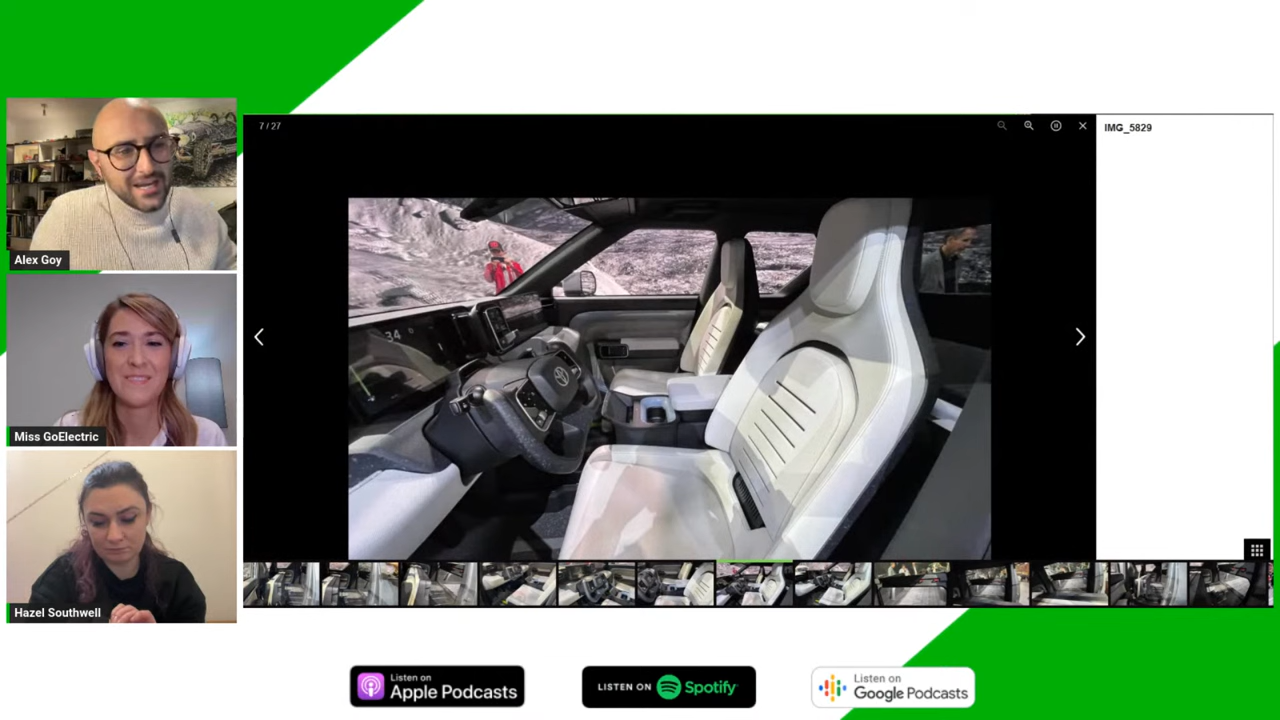 7 / 27
IMG_5829
Alex Goy
34
Miss GoElectric
Hazel Southwell
Listen on
Apple Podcasts
LISTEN ON
Spotify
Listen on
Google Podcasts